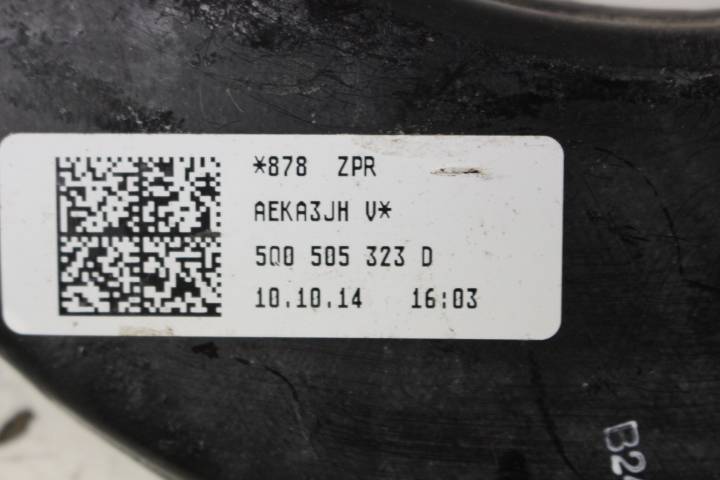 *878 ZPR
AEKA3JH V*
5Q0 505 323 D
10.10.14 16:03